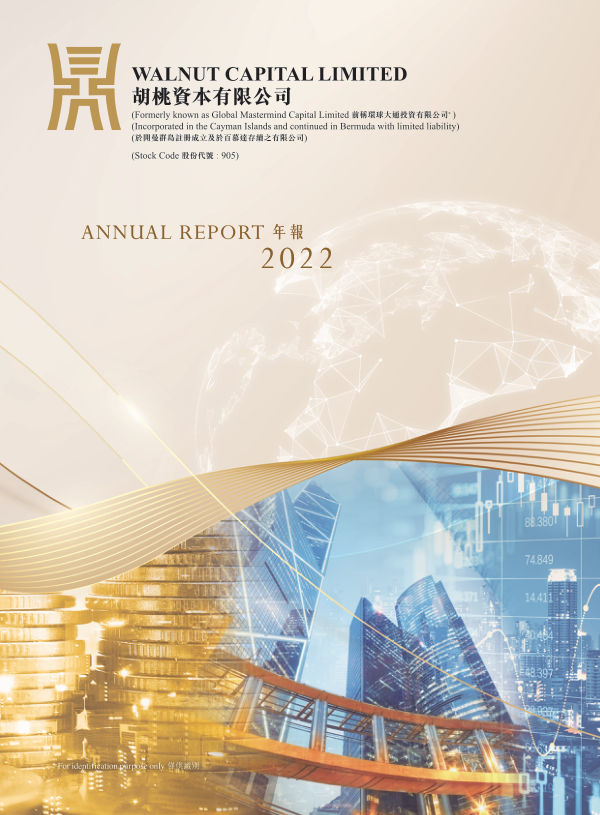 WALNUT CAPITAL LIMITED
胡桃資本有限公司
(Formerly known as Global Mastermind Capital Limited 前稱環球大通投資有限公司*)
(Incorporated in the Cayman Islands and continued in Bermuda with limited liability)
(於開曼群島註冊成立及於百慕達存續之有限公司)
(Stock Code 股份代號 : 905)
ANNUAL REPORT 年報
2022
88.380
74.849
14.41
48.397
* For identification purpose only 僅供識別